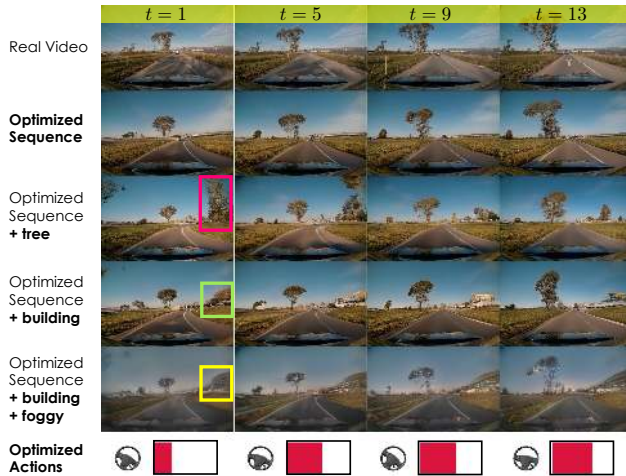 t = 1 t = 5 t = 9 t = 13
Real Video
Optimized
Sequence
Optimized
Sequence
+ tree
Optimized
Sequence
+ building
Optimized
Sequence
+ building
+ foggy
Optimized
Actions